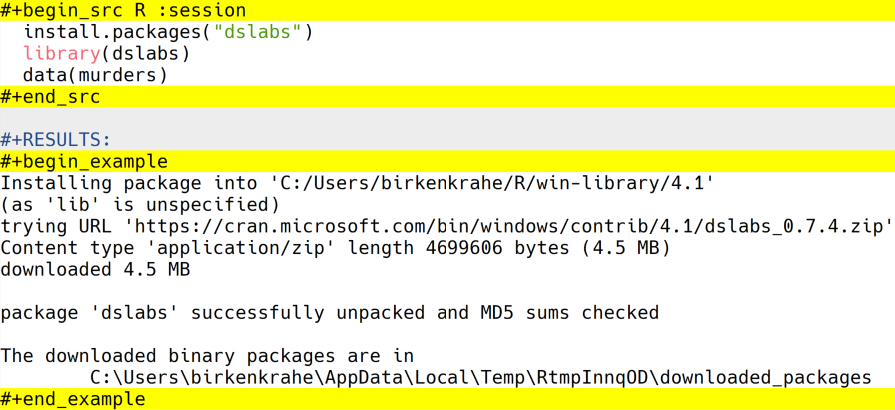 #+begin_src R :session
  install.packages("dslabs")
  library(dslabs)
  data(murders)
#+end_src
#+RESULTS:
#+begin_example
Installing package into 'C:/Users/birkenkrahe/R/win-library/4.1'
(as 'lib' is unspecified)
trying URL 'https://cran.microsoft.com/bin/windows/contrib/4.1/dslabs_0.7.4.zip'
Content type 'application/zip' length 4699606 bytes (4.5 MB)
downloaded 4.5 MB
package 'dslabs' successfully unpacked and MD5 sums checked
The downloaded binary packages are in
        C:\Users\birkenkrahe\AppData\Local\Temp\RtmpInnqOD\downloaded_packages
#+end_example